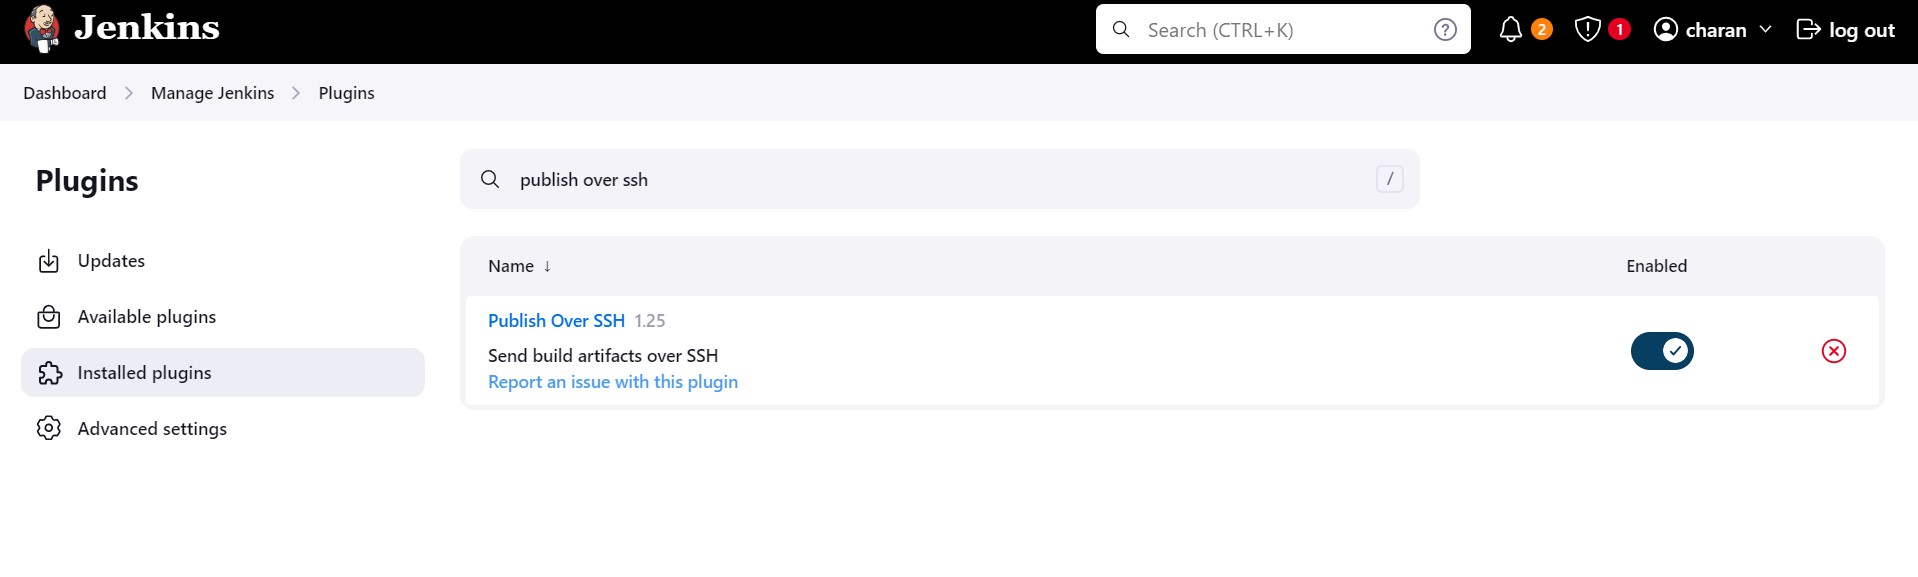 Jenkins
Search (CTRL+K)
2
1
charan
log out
Dashboard
Manage Jenkins
Plugins
Plugins
Updates
Available plugins
Installed plugins
Advanced settings
publish over ssh
/
Name ↓
Enabled
Publish Over SSH 1.25
Send build artifacts over SSH
Report an issue with this plugin